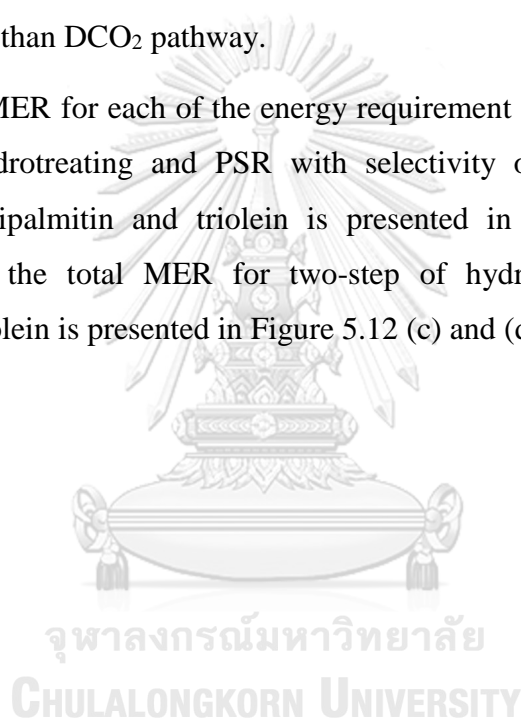 than DCO₂ pathway.
MER for each of the energy requirement
drotreating and PSR with selectivity
ipalmitin and triolein is presented in
the total MER for two-step of hydr
olein is presented in Figure 5.12 (c) and
จุฬาลงกรณ์มหาวิทยาลัย
CHULALONGKORN UNIVERSITY